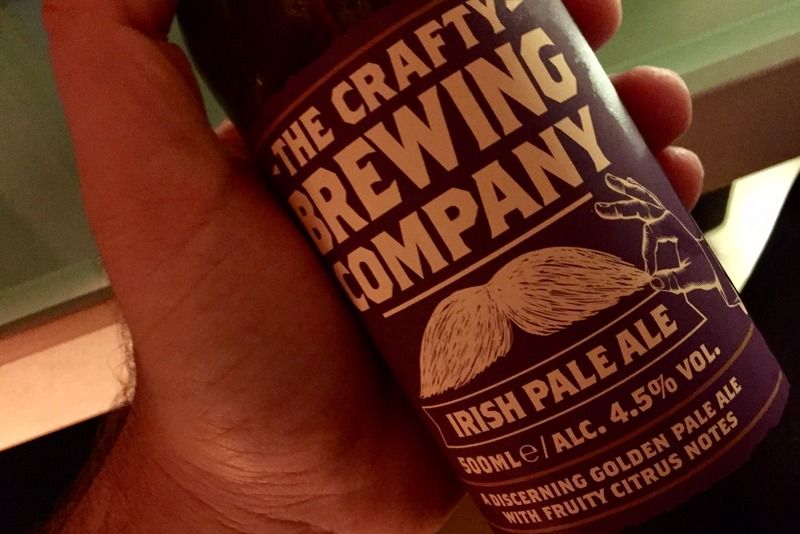 -THE CRAFTY-
BREWING
COMPANY
IRISH PALE ALE
500ML℮/ALC. 4.5% VOL.
A DISCERNING GOLDEN PALE ALE
WITH FRUITY CITRUS NOTES